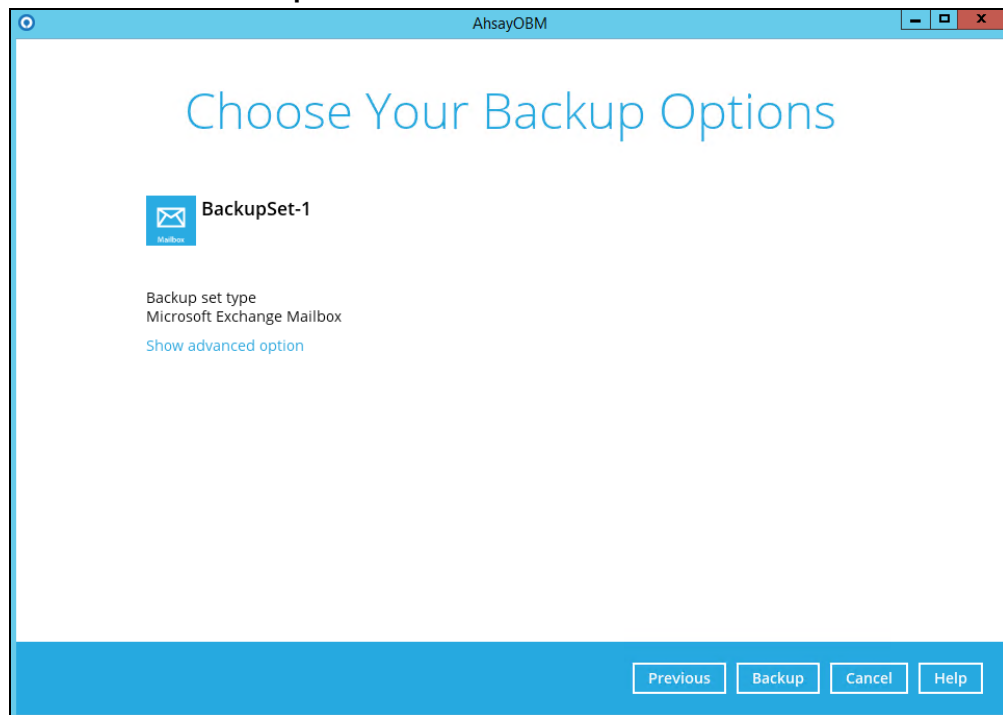 AhsayOBM
Choose Your Backup Options
BackupSet-1
Mailbox
Backup set type
Microsoft Exchange Mailbox
Show advanced option
Previous Backup Cancel Help